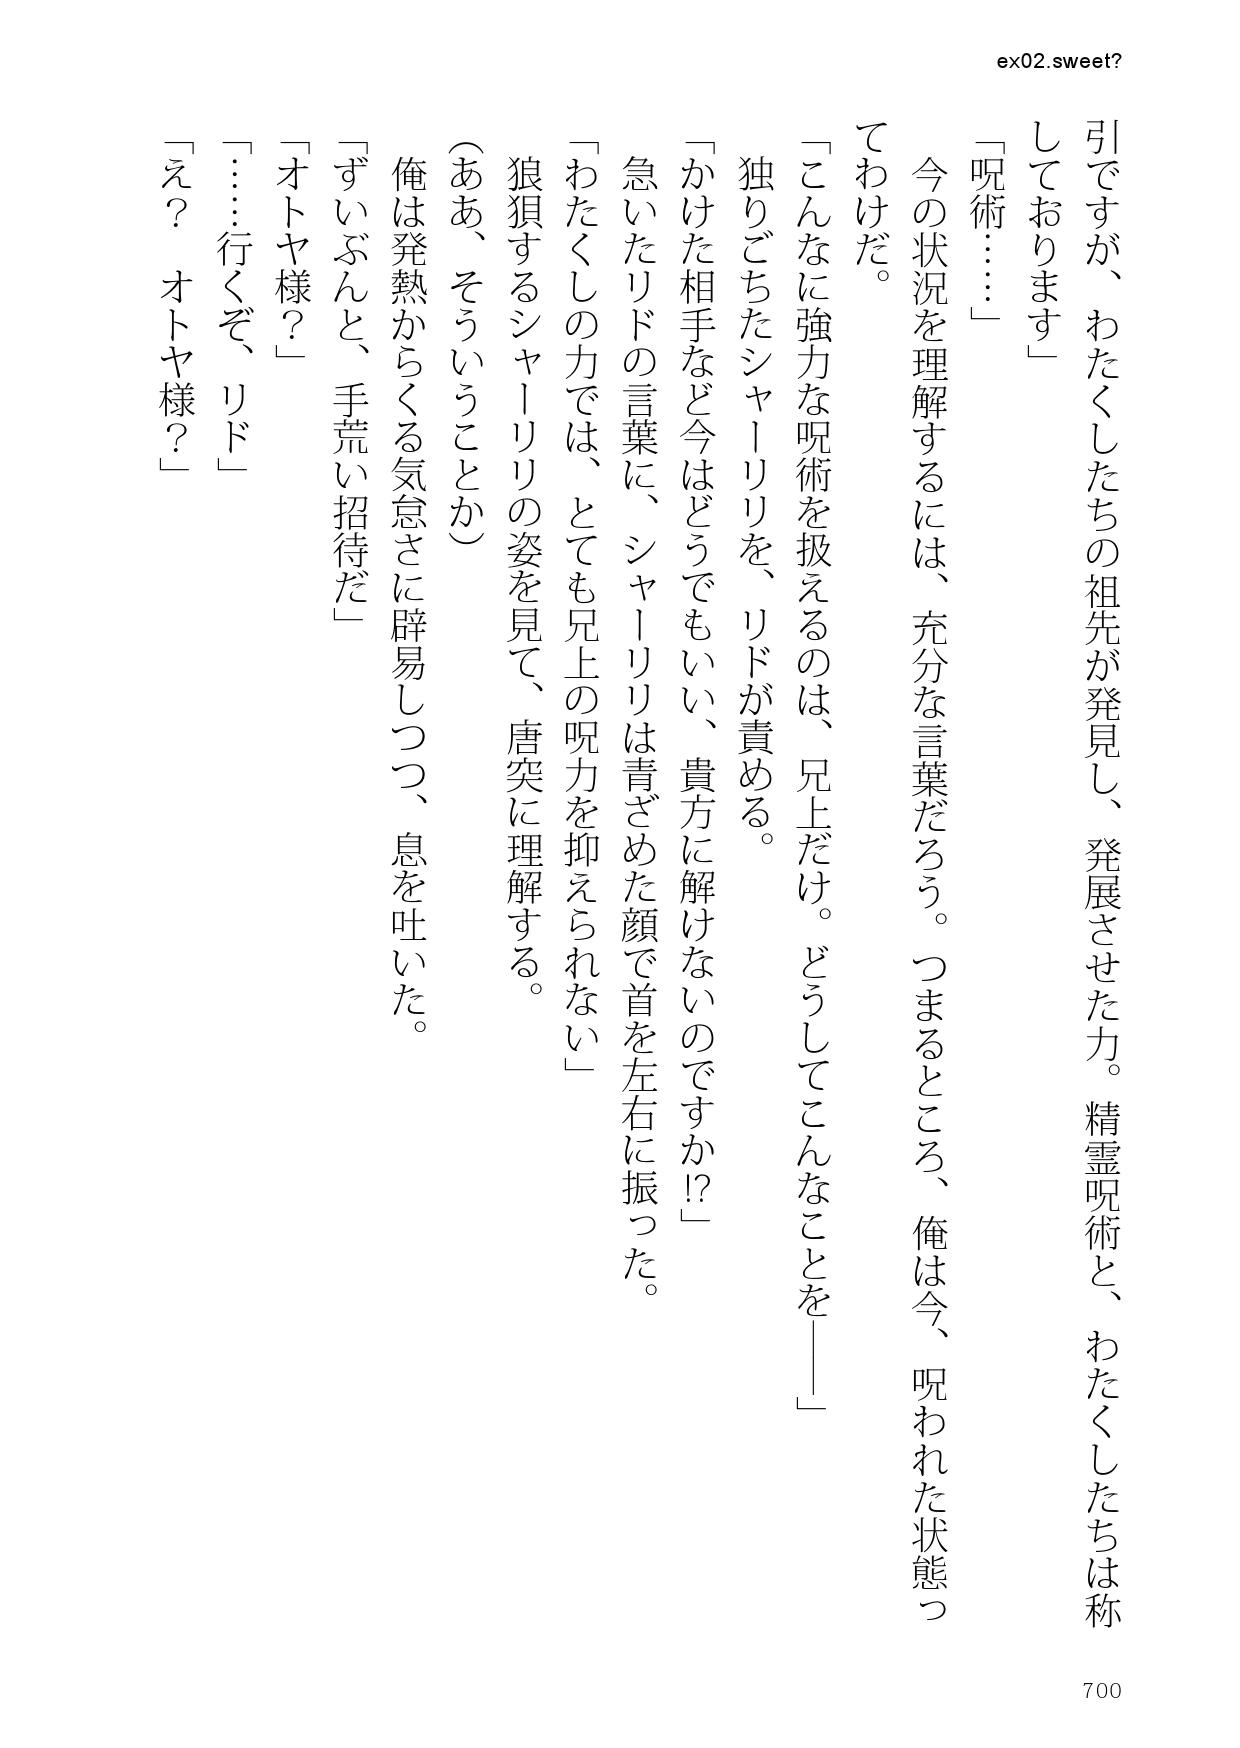 ex02.sweet?
引ですが、わたくしたちの祖先が発見し、発展させた力。精霊呪術と、わたくしたちは称
しております」
「呪術……」
　今の状況を理解するには、充分な言葉だろう。つまるところ、俺は今、呪われた状態っ
てわけだ。
「こんなに強力な呪術を扱えるのは、兄上だけ。どうしてこんなことを――」
　独りごちたシャーリリを、リドが責める。
「かけた相手など今はどうでもいい、貴方に解けないのですか!?」
　急いたリドの言葉に、シャーリリは青ざめた顔で首を左右に振った。
「わたくしの力では、とても兄上の呪力を抑えられない」
　狼狽するシャーリリの姿を見て、唐突に理解する。
（ああ、そういうことか）
　俺は発熱からくる気怠さに辟易しつつ、息を吐いた。
「ずいぶんと、手荒い招待だ」
「オトヤ様？」
「……行くぞ、リド」
「え？　オトヤ様？」
700